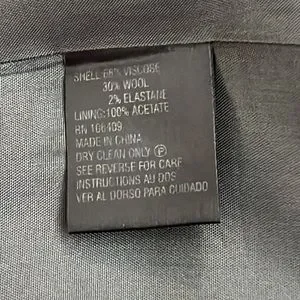 SHELL 68% VISCOSE
30% WOOL
2% ELASTANE
LINING:100% ACETATE
RN 166409
MADE IN CHINA
DRY CLEAN ONLY Ⓟ
SEE REVERSE FOR CARE
INSTRUCTIONS AU DOS
VER AL DORSO PARA CUIDADO